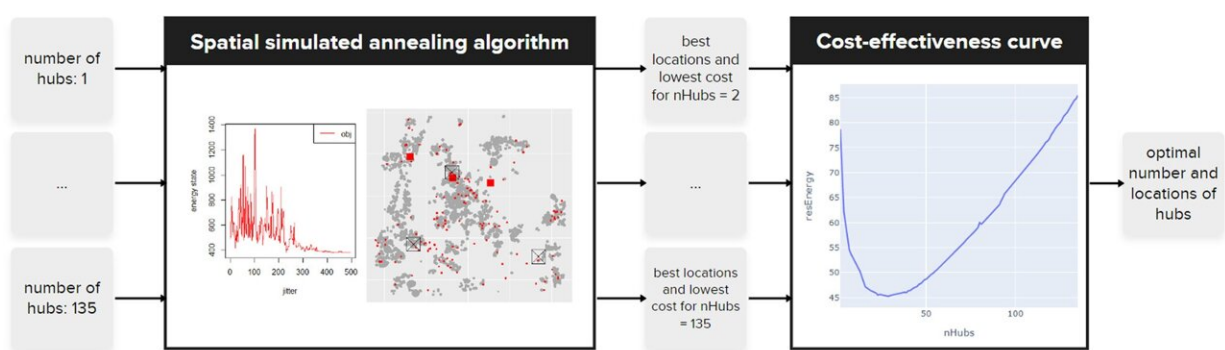 number of
hubs: 1
...
number of
hubs: 135
Spatial simulated annealing algorithm
1400
1200
1000
800
600
400
energy state
obj
0
100
200
300
400
500
jitter
best
locations and
lowest cost
for nHubs = 2
...
best locations
and lowest
cost for nHubs
= 135
Cost-effectiveness curve
85
80
75
70
65
60
55
50
45
resEnergy
50
100
nHubs
optimal
number and
locations of
hubs